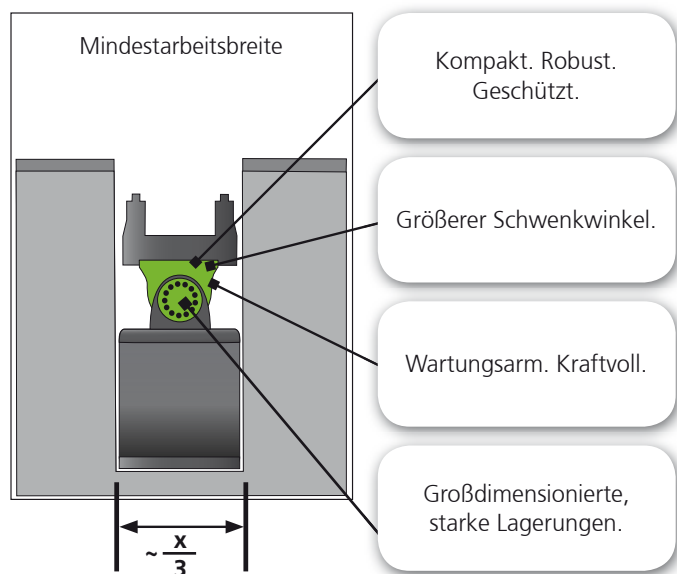 Mindestarbeitsbreite
Kompakt. Robust.
Geschützt.
Größerer Schwenkwinkel.
Wartungsarm. Kraftvoll.
Großdimensionierte,
starke Lagerungen.
~ x
3